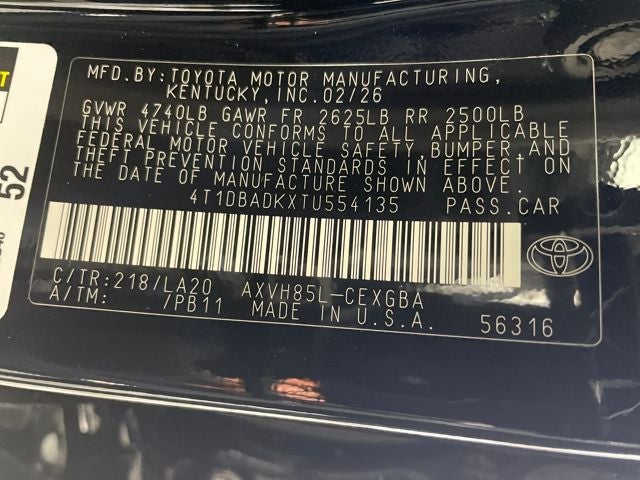 MFD.BY:TOYOTA MOTOR MANUFACTURING,
KENTUCKY, INC.02/26
GVWR 4740LB GAWR FR 2625LB RR 2500LB
THIS VEHICLE CONFORMS TO ALL APPLICABLE
FEDERAL MOTOR VEHICLE SAFETY, BUMPER, AND
THEFT PREVENTION STANDARDS IN EFFECT ON
THE DATE OF MANUFACTURE SHOWN ABOVE.
4T1DBADKXTU554135 PASS.CAR
C/TR:218/LA20 AXVH85L-CEXGBA
A/TM: /PB11 MADE IN U.S.A. 56316
52